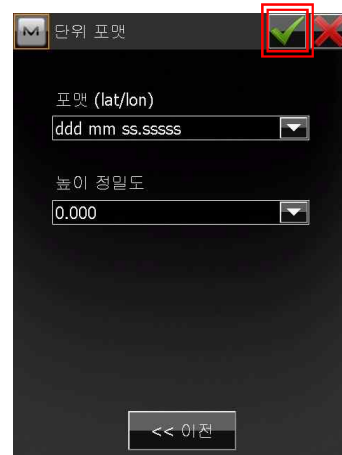 M 단위 포맷
포맷 (lat/lon)
ddd mm ss.sssss
높이 정밀도
0.000
<< 이전